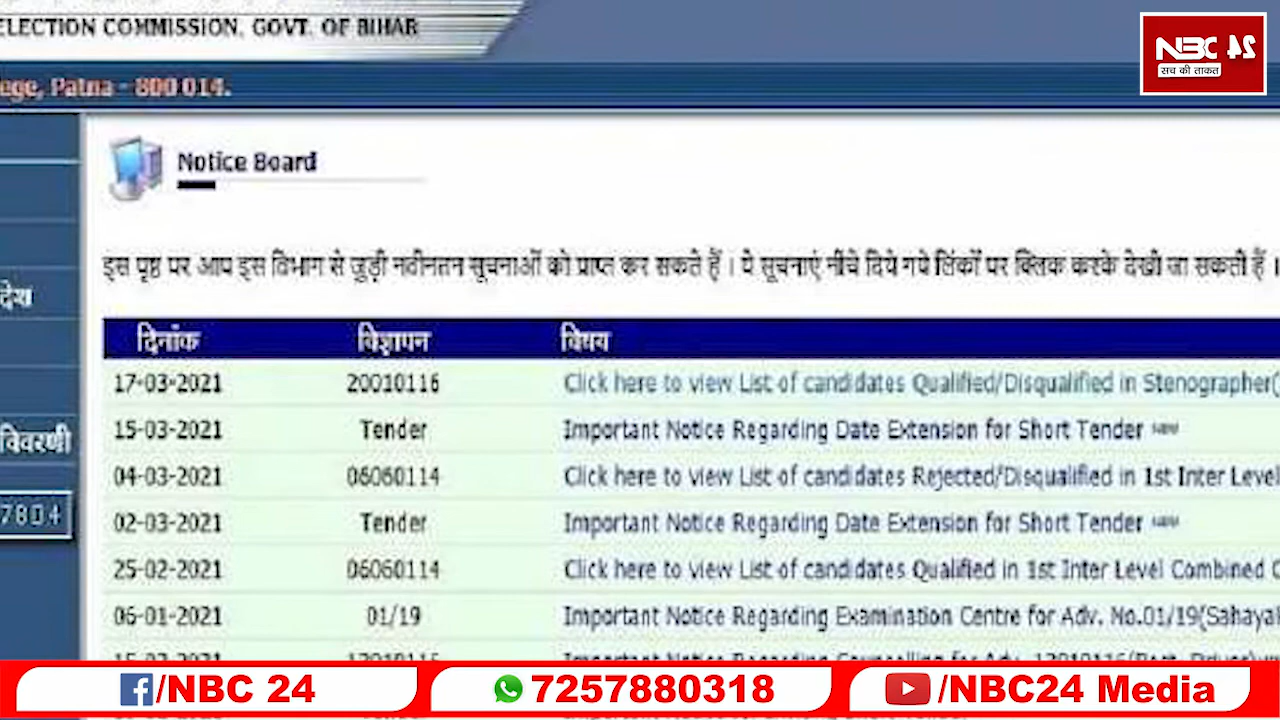 ELECTION COMMISSION, GOVT. OF BIHAR
NBC 24
सच की ताकत
ege, Patna - 800 014.
Notice Board
इस पृष्ठ पर आप इस विभाग से जुड़ी नवीनतन सूचनाओं को प्राप्त कर सकते हैं । ये सूचनाएं नीचे दिये गये लिंकों पर क्लिक करके देखी जा सकती हैं ।
देश
दिनांक विज्ञापन विषय
17-03-2021 20010116 Click here to view List of candidates Qualified/Disqualified in Stenographer(
15-03-2021 Tender Important Notice Regarding Date Extension for Short Tender
विवरणी
04-03-2021 06060114 Click here to view List of candidates Rejected/Disqualified in 1st Inter Level
7804
02-03-2021 Tender Important Notice Regarding Date Extension for Short Tender
25-02-2021 06060114 Click here to view List of candidates Qualified in 1st Inter Level Combined C
06-01-2021 01/19 Important Notice Regarding Examination Centre for Adv. No.01/19(Sahayak
/NBC 24
7257880318
/NBC24 Media